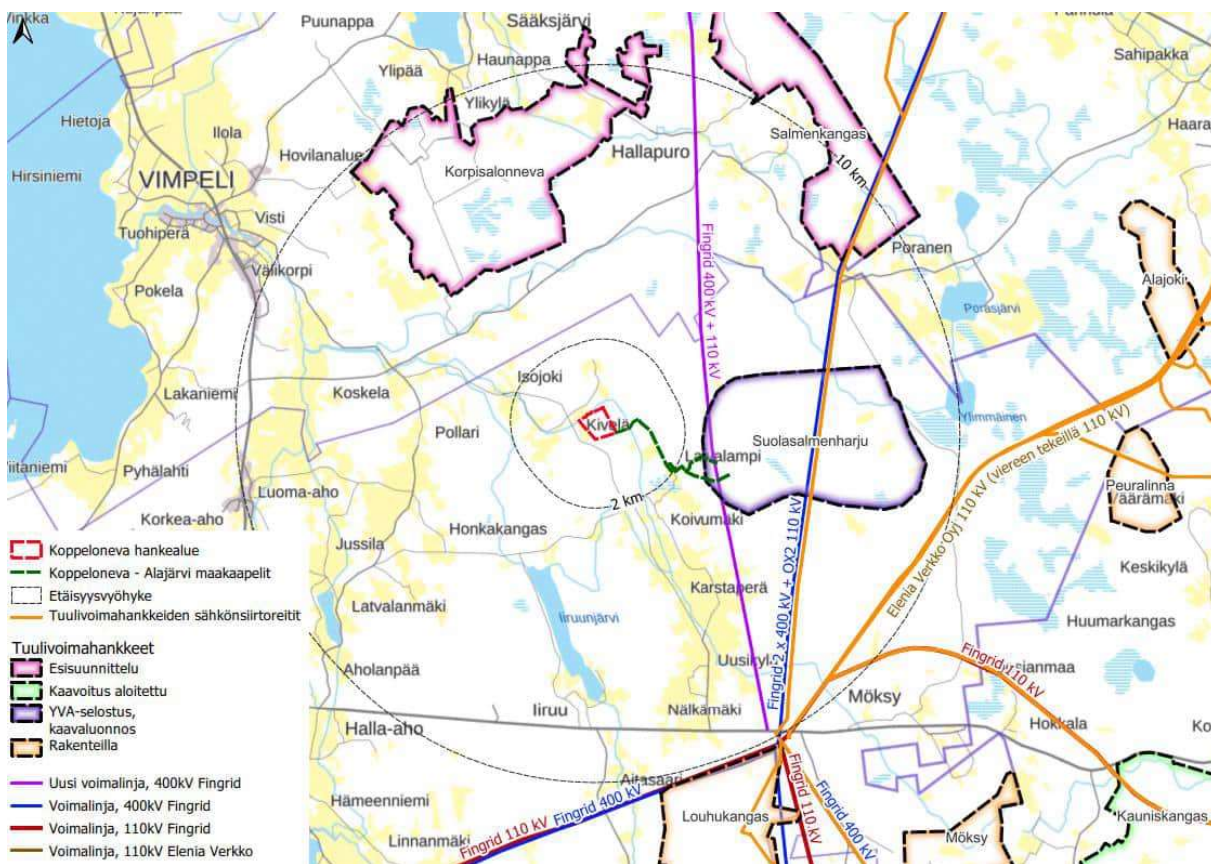 Vinkka
Puunappa
Sääksjärvi
Haunappa
Ylipää
Sahipakka
Ylikylä
Hietoja
Ilola
Salmenkangas
Hallapuro
Hovilanalue
Korpisalonneva
10 km
Hirsiniemi
VIMPELI
Visti
Tuohiperä
Välikorpi
Poranen
Fingrid 400 kV + 110 kV
Alajoki
Pokela
Porasjärvi
Isojoki
Lakaniemi
Koskela
Kivelä
Ylimmäinen
Elenia Verkko Oyj 110 kV (viereen tekeillä 110 kV)
Pollari
Suolasalmenharju
Pyhälahti
Peuralinna
Väärämäki
Luoma-aho
2 km
Korkea-aho
Honkakangas
Koivumäki
Jussila
Fingrid 2 x 400 kV + OX2 110 kV
Keskikylä
Karstaperä
Latvalanmäki
Iiruunjärvi
Huumarkangas
Uusikylä
Aholanpää
Fingrid 110 kV
Möksy
Iiruu
Nälkämäki
Hokkala
Halla-aho
Aitasaari
Hämeenniemi
Louhukangas
Fingrid 110 kV
Fingrid 400 kV
Möksy
Kauniskangas
Linnanmäki
Fingrid 110 kV
Fingrid 400 kV
Koppeloneva hankealue
Koppeloneva - Alajärvi maakaapelit
Etäisyysvyöhyke
Tuulivoimahankkeiden sähkönsiirtoreitit
Tuulivoimahankkeet
Esisuunnittelu
Kaavoitus aloitettu
YVA-selostus,
kaavaluonnos
Rakenteilla
Uusi voimalinja, 400kV Fingrid
Voimalinja, 400kV Fingrid
Voimalinja, 110kV Fingrid
Voimalinja, 110kV Elenia Verkko